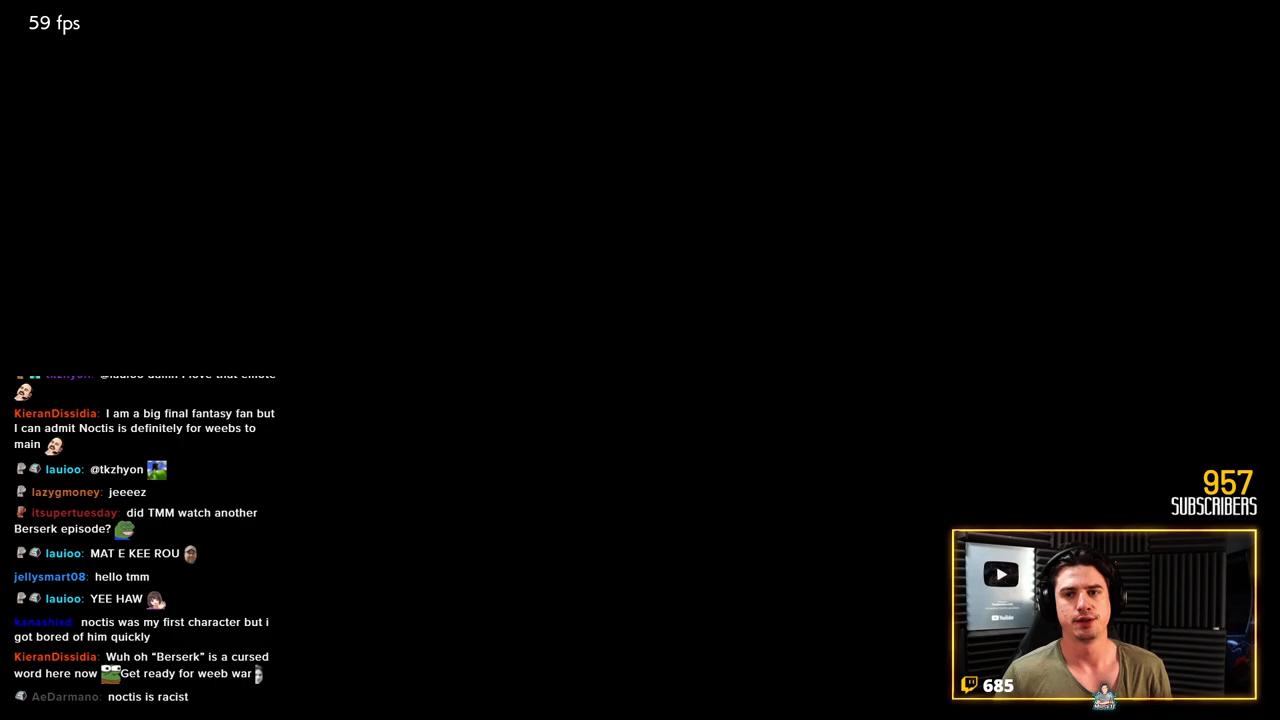 59 fps
KieranDissidia: I am a big final fantasy fan but
I can admit Noctis is definitely for weebs to
main
lauioo: @tkzhyon
lazygmoney: jeeeez
itsupertuesday: did TMM watch another
Berserk episode?
lauioo: MAT E KEE ROU
jellysmart08: hello tmm
lauioo: YEE HAW
noctis was my first character but i
got bored of him quickly
KieranDissidia: Wuh oh “Berserk” is a cursed
word here now Get ready for weeb war
AeDarmano: noctis is racist
957
SUBSCRIBERS
YouTube
685